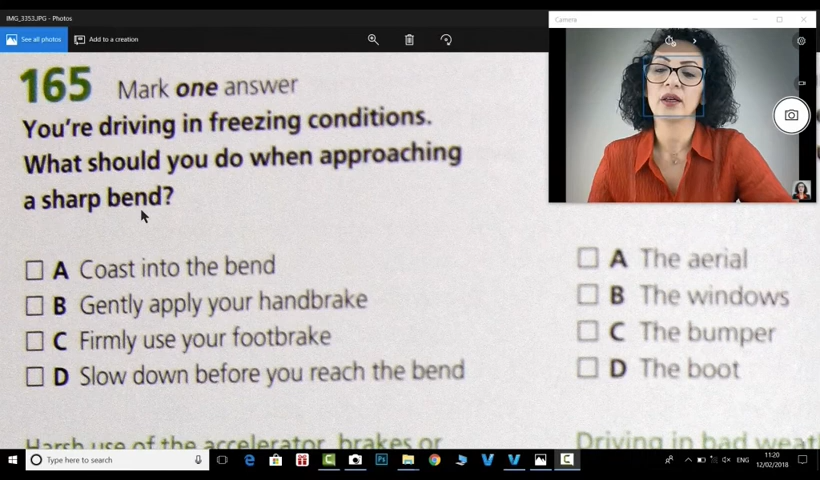 IMG_3353.JPG - Photos
Camera
See all photos
Add to a creation
165 Mark one answer
You're driving in freezing conditions.
What should you do when approaching
a sharp bend?
A Coast into the bend
B Gently apply your handbrake
C Firmly use your footbrake
D Slow down before you reach the bend
Harsh use of the accelerator, brakes or
A The aerial
B The windows
C The bumper
D The boot
Driving in bad weat
Type here to search
ENG
11:20
12/02/2018